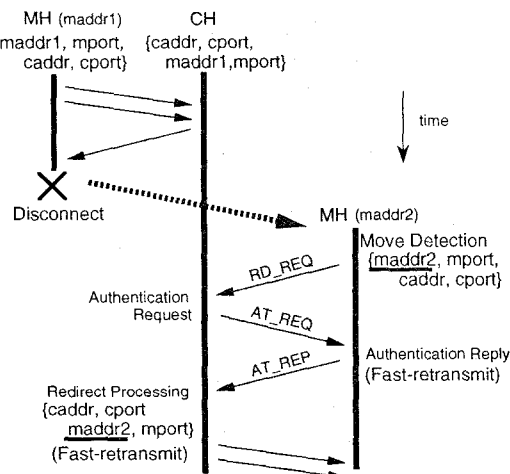 MH (maddr1)
CH
maddr1, mport,
caddr, cport}
{caddr, cport,
maddr1,mport}
time
Disconnect
MH (maddr2)
Move Detection
{maddr2, mport,
caddr, cport}
RD_REQ
Authentication
Request
AT_REQ
AT_REP
Authentication Reply
(Fast-retransmit)
Redirect Processing
{caddr, cport
maddr2, mport}
(Fast-retransmit)